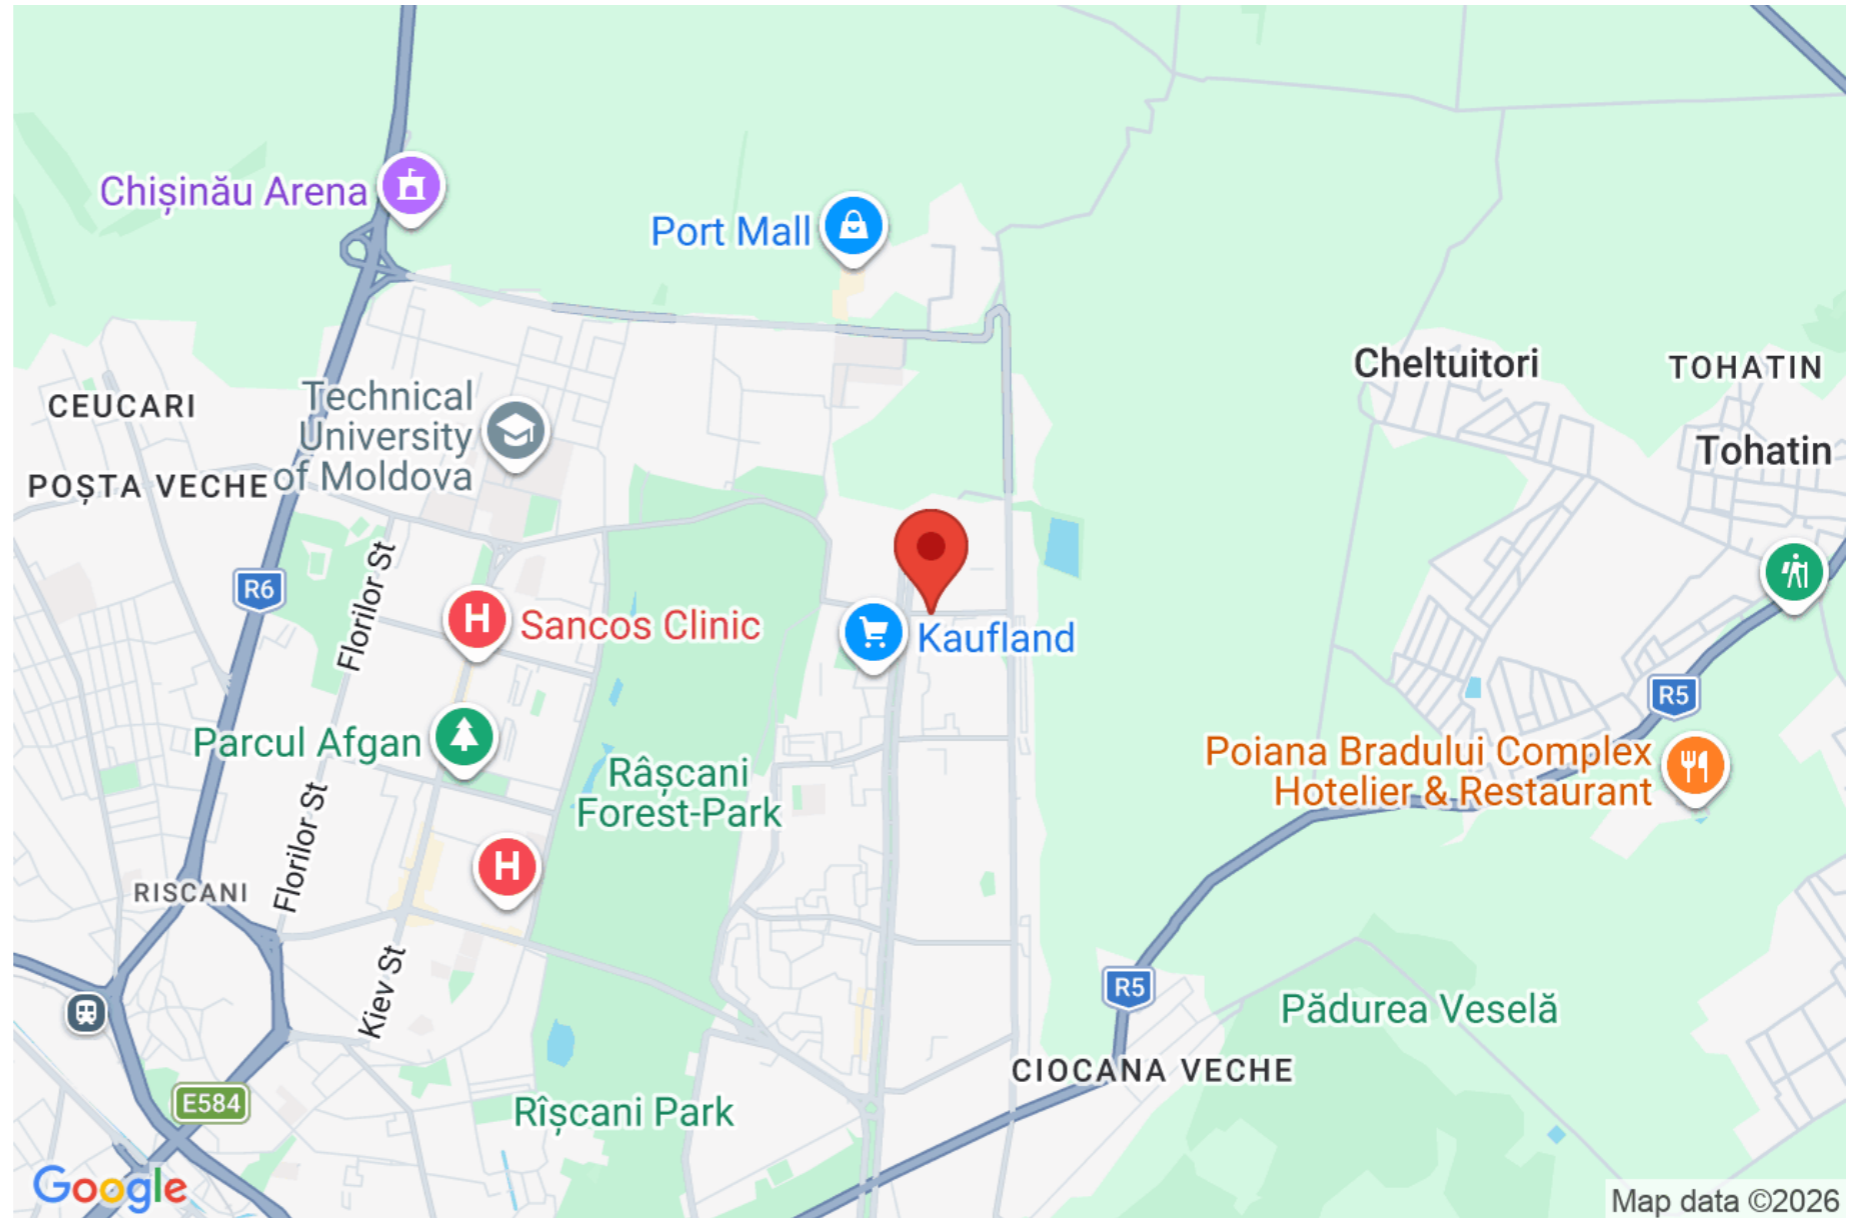 Chișinău Arena
Port Mall
Cheltuitori
TOHATIN
CEUCARI
Technical
University
of Moldova
Tohatin
POȘTA VECHE
R6
Florilor St
H
Sancos Clinic
Kaufland
R5
Parcul Afgan
Râșcani
Forest-Park
Poiana Bradului Complex
Hotelier & Restaurant
Florilor St
H
RISCANI
Kiev St
R5
Pădurea Veselă
CIOCANA VECHE
E584
Rîșcani Park
Google
Map data ©2026